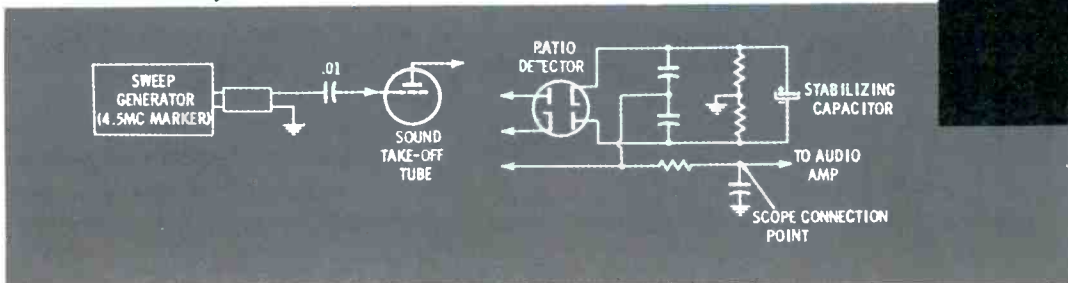 SWEEP
GENERATOR
(4.5MC MARKER)
.01
SOUND
TAKE-OFF
TUBE
RATIO
DETECTOR
STABILIZING
CAPACITOR
TO AUDIO
AMP
SCOPE CONNECTION
POINT